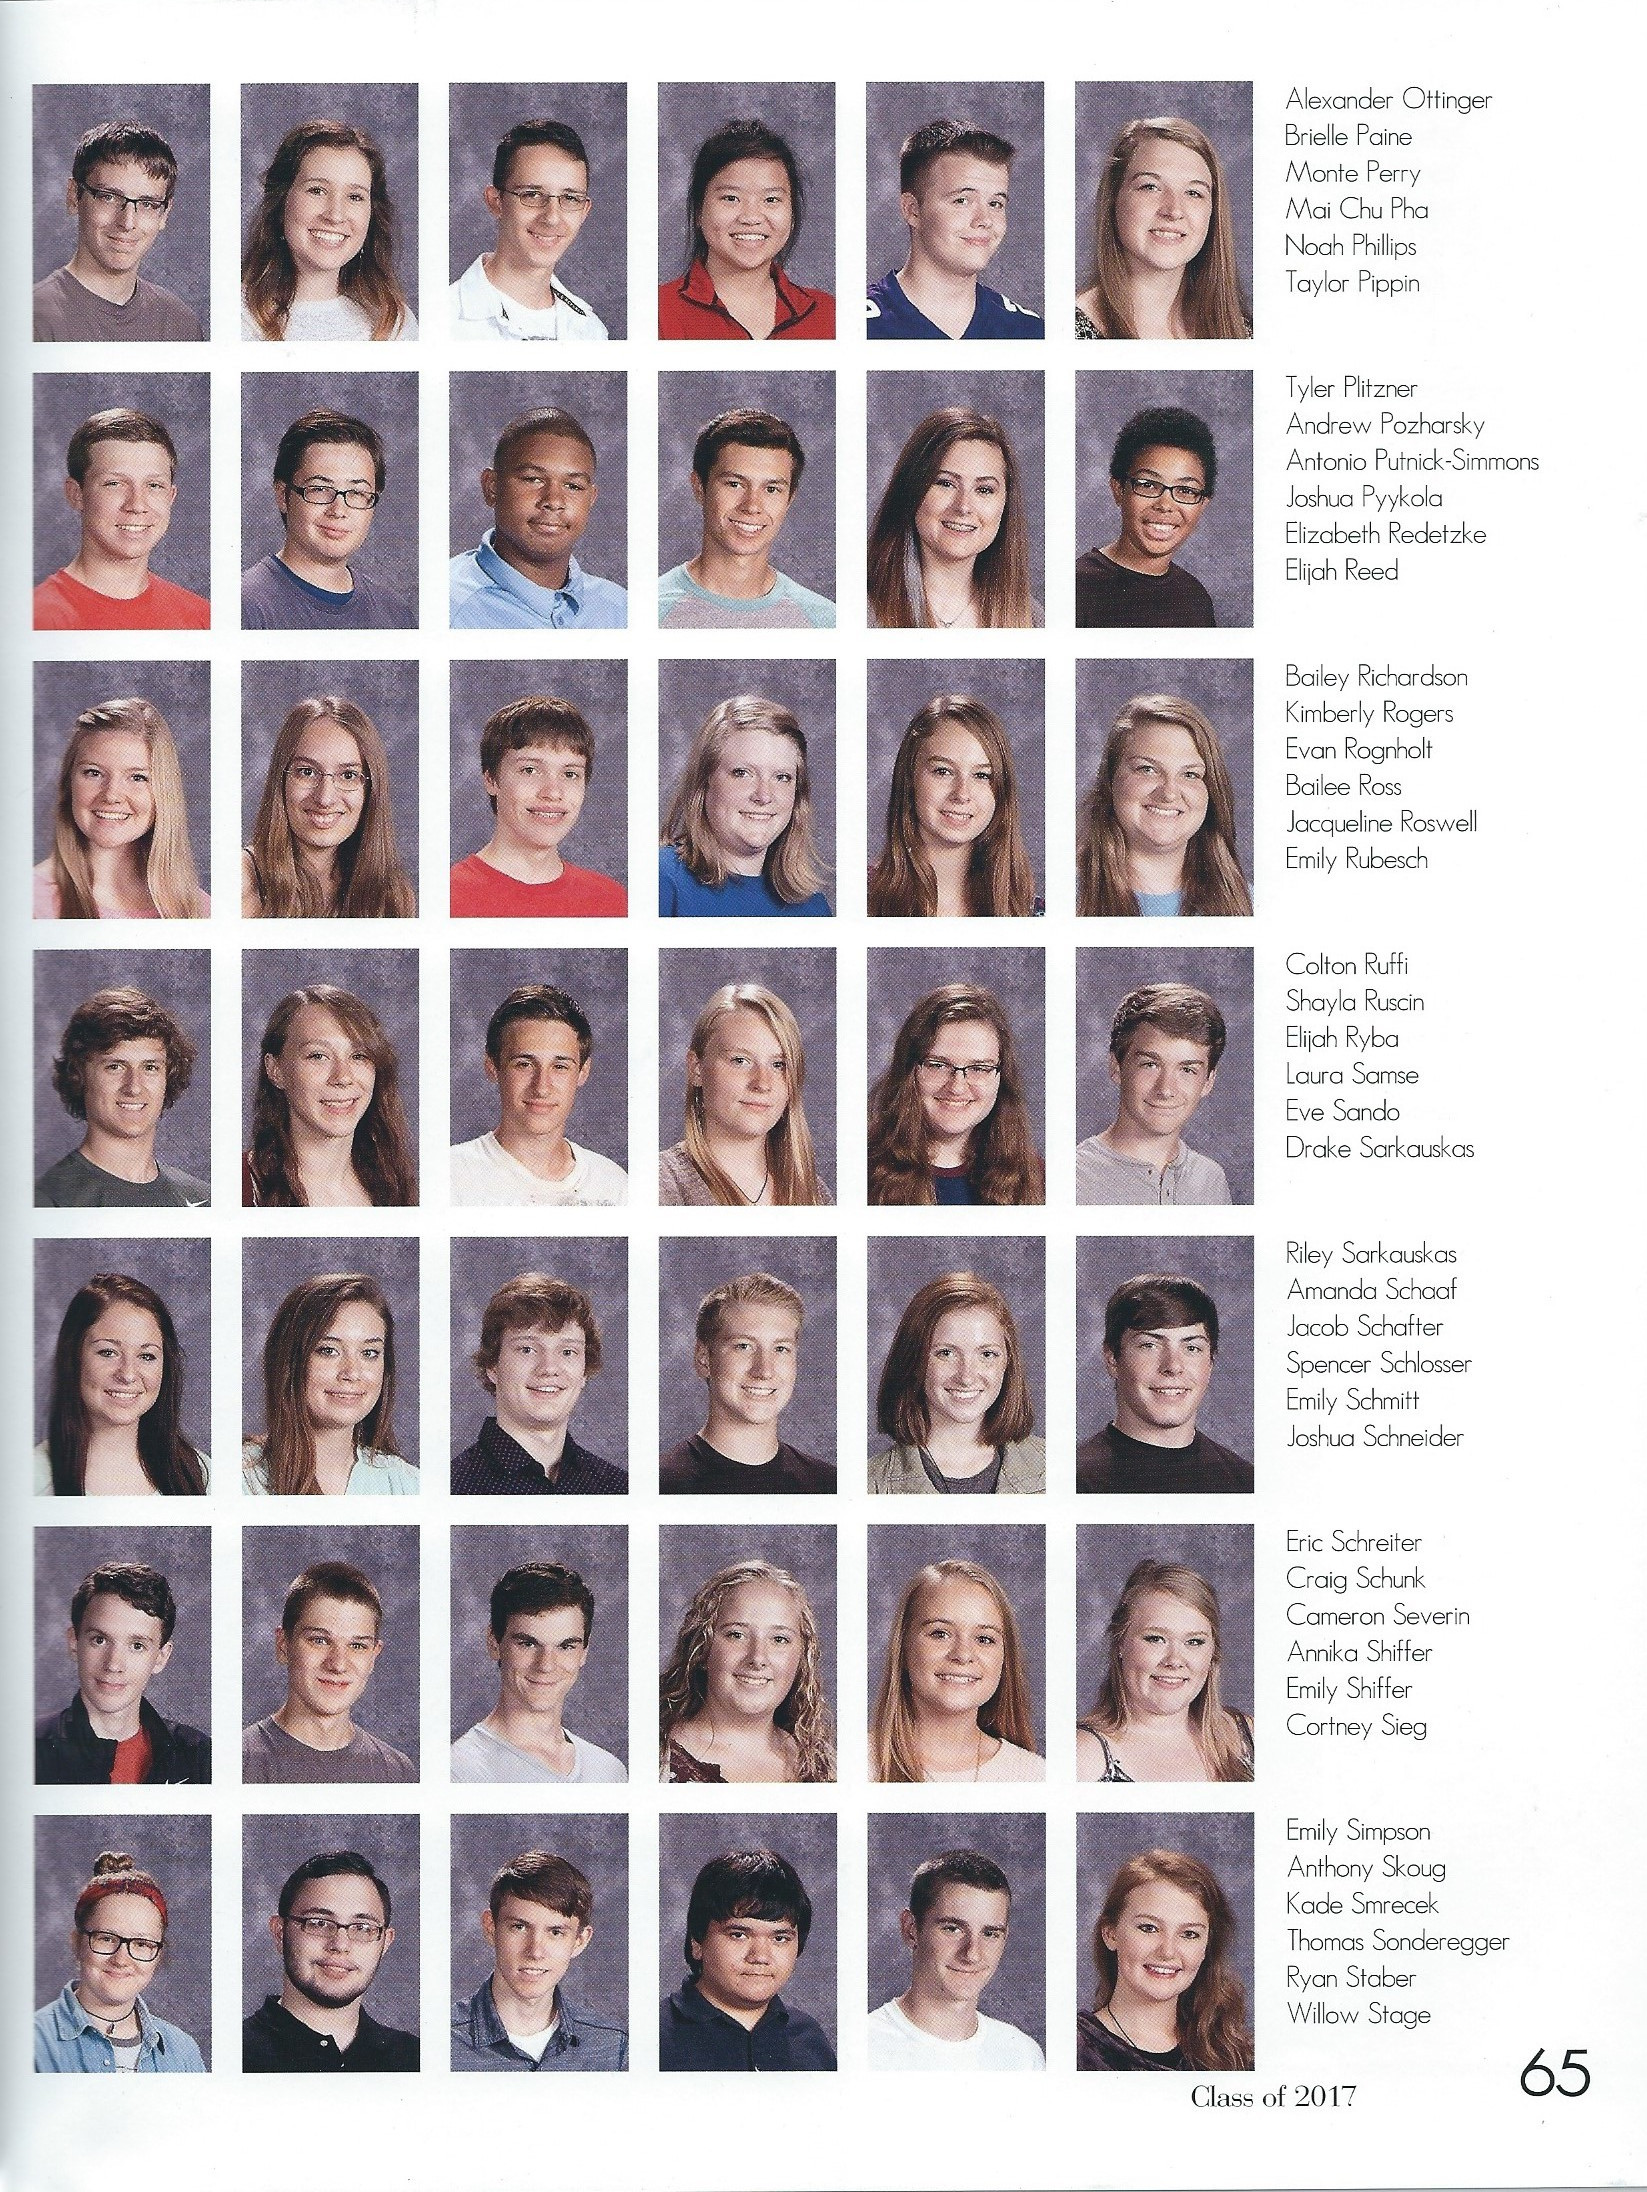 Alexander Ottinger
Brielle Paine
Monte Perry
Mai Chu Pha
Noah Phillips
Taylor Pippin
Tyler Plitzner
Andrew Pozharsky
Antonio Putnick-Simmons
Joshua Pyykola
Elizabeth Redetzke
Elijah Reed
Bailey Richardson
Kimberly Rogers
Evan Rognholt
Bailee Ross
Jacqueline Roswell
Emily Rubesch
Colton Ruffi
Shayla Ruscin
Elijah Ryba
Laura Samse
Eve Sando
Drake Sarkauskas
Riley Sarkauskas
Amanda Schaaf
Jacob Schafter
Spencer Schlosser
Emily Schmitt
Joshua Schneider
Eric Schreiter
Craig Schunk
Cameron Severin
Annika Shiffer
Emily Shiffer
Cortney Sieg
Emily Simpson
Anthony Skoug
Kade Smrecek
Thomas Sonderegger
Ryan Staber
Willow Stage
Class of 2017
65